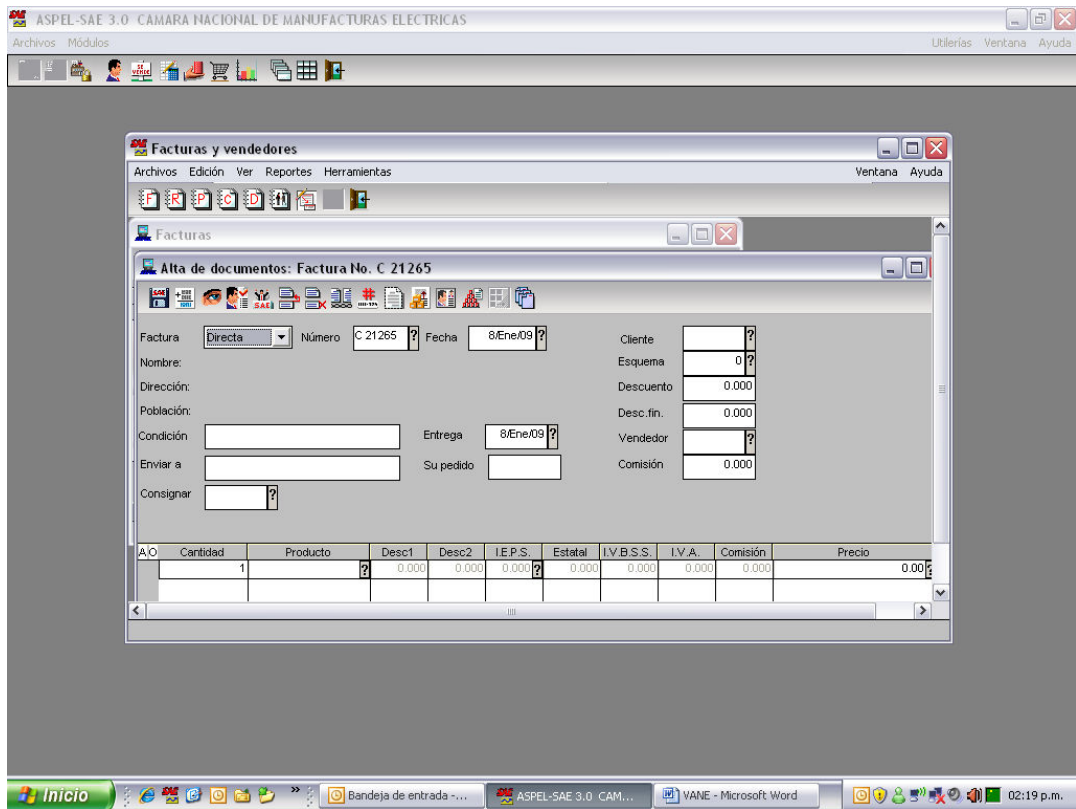 ASPEL-SAE 3.0 CAMARA NACIONAL DE MANUFACTURAS ELECTRICAS
Archivos Módulos Utilerías Ventana Ayuda
SE VENDE
Facturas y vendedores
Archivos Edición Ver Reportes Herramientas Ventana Ayuda
F R P C D
Facturas
Alta de documentos: Factura No. C 21265
Factura Directa Número C 21265 ? Fecha 8/Ene/09 ? Cliente ?
Nombre: Esquema 0 ?
Dirección: Descuento 0.000
Población: Desc.fin. 0.000
Condición Entrega 8/Ene/09 ? Vendedor ?
Enviar a Su pedido Comisión 0.000
Consignar ?
A O Cantidad Producto Desc1 Desc2 I.E.P.S. Estatal I.V.B.S.S. I.V.A. Comisión Precio
1 ? 0.000 0.000 0.000 ? 0.000 0.000 0.000 0.000 0.00 ?
Inicio » Bandeja de entrada -... ASPEL-SAE 3.0 CAM... VANE - Microsoft Word 02:19 p.m.